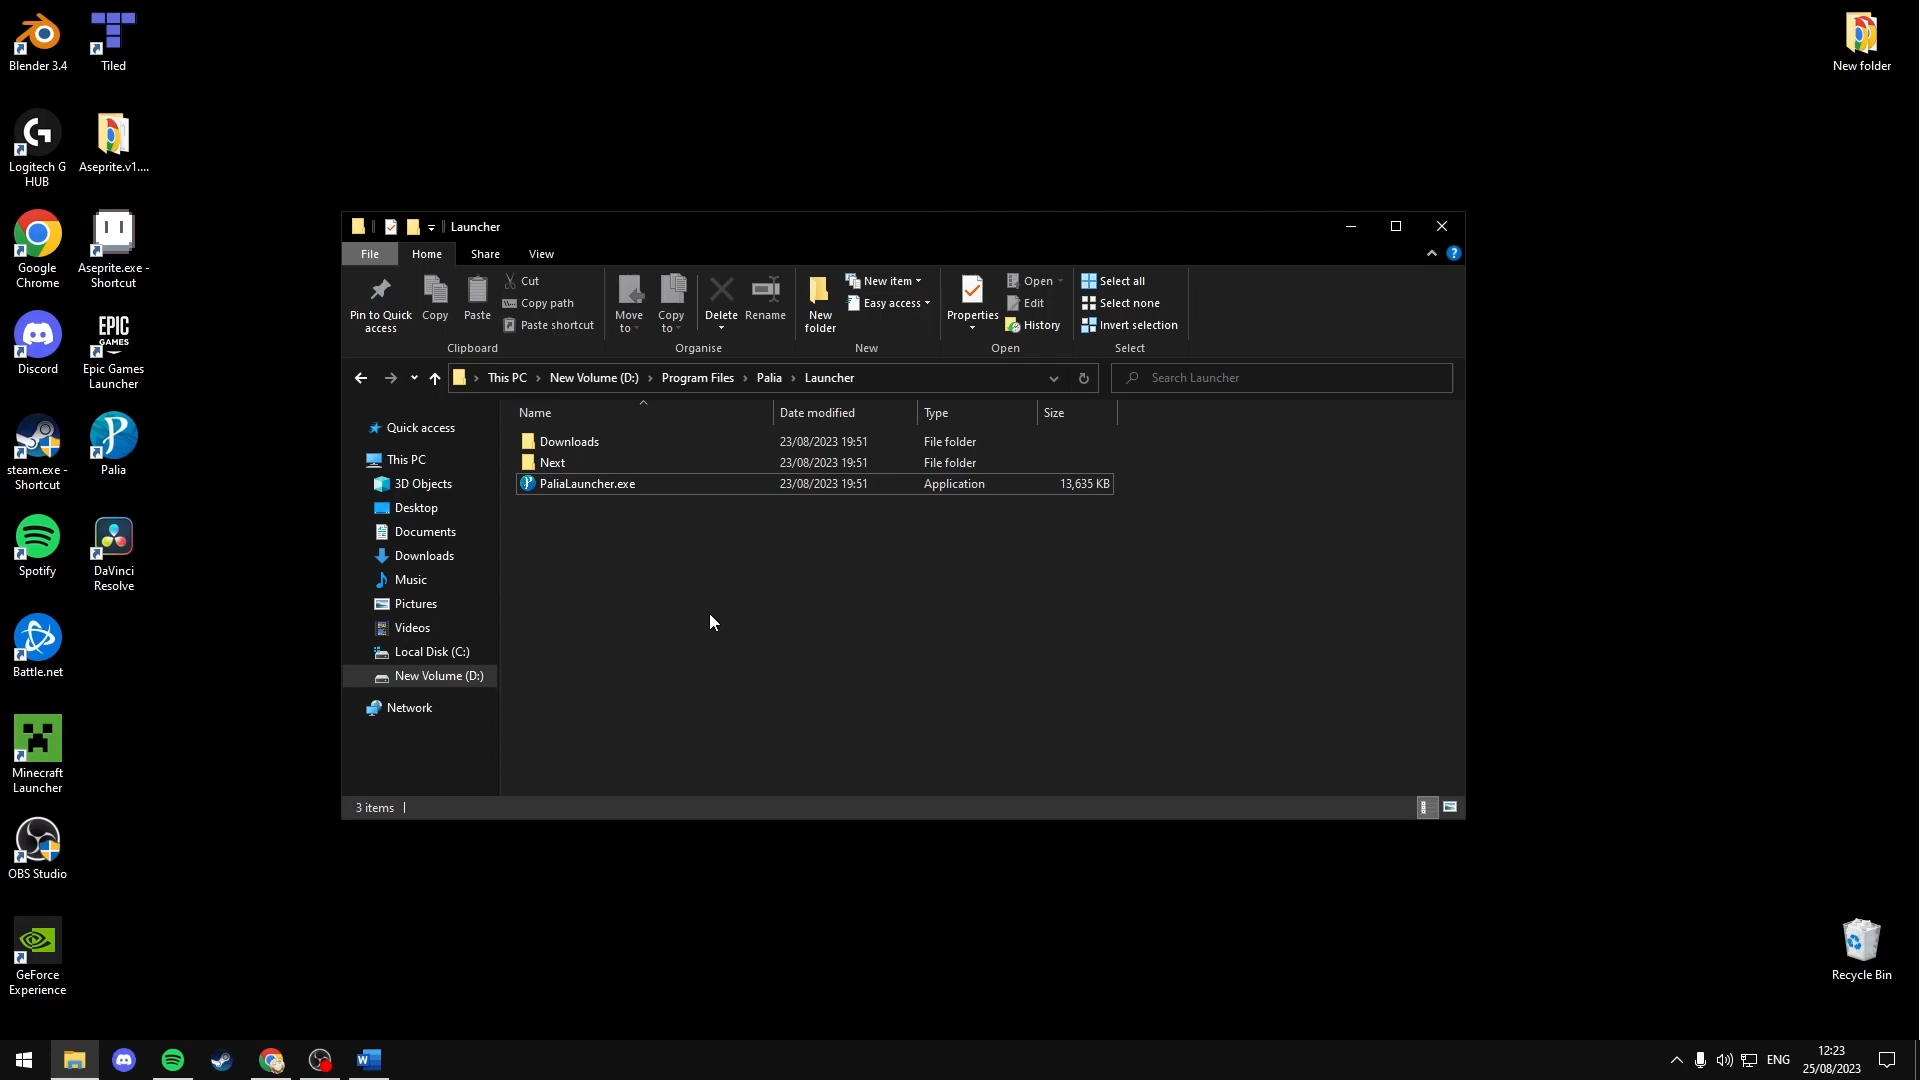 Blender 3.4
Tiled
New folder
Logitech G
HUB
Aseprite.v1....
Google
Chrome
Aseprite.exe -
Shortcut
Discord
EPIC
GAMES
Epic Games
Launcher
steam.exe -
Shortcut
Palia
Spotify
DaVinci
Resolve
Battle.net
Minecraft
Launcher
OBS Studio
GeForce
Experience
Recycle Bin
Launcher
File
Home
Share
View
Pin to Quick
access
Copy
Paste
Cut
Copy path
Paste shortcut
Clipboard
Move
to
Copy
to
Delete
Rename
Organise
New
folder
New item
Easy access
New
Properties
Open
Edit
History
Open
Select all
Select none
Invert selection
Select
This PC › New Volume (D:) › Program Files › Palia › Launcher
Search Launcher
Name Date modified Type Size
Downloads 23/08/2023 19:51 File folder
Next 23/08/2023 19:51 File folder
PaliaLauncher.exe 23/08/2023 19:51 Application 13,635 KB
Quick access
This PC
3D Objects
Desktop
Documents
Downloads
Music
Pictures
Videos
Local Disk (C:)
New Volume (D:)
Network
3 items
ENG
12:23
25/08/2023